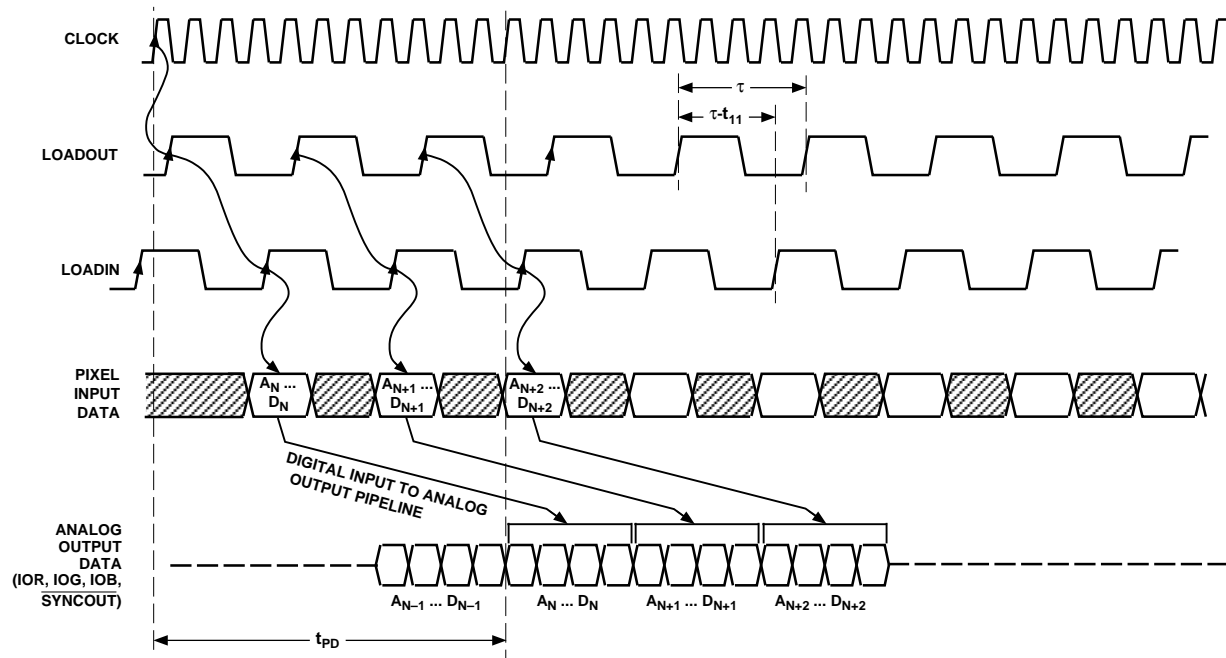 CLOCK
τ
τ-t11
LOADOUT
LOADIN
PIXEL
INPUT
DATA
AN ...
DN
AN+1 ...
DN+1
AN+2 ...
DN+2
DIGITAL INPUT TO ANALOG
OUTPUT PIPELINE
ANALOG
OUTPUT
DATA
(IOR, IOG, IOB,
SYNCOUT)
AN–1 ... DN–1
AN ... DN
AN+1 ... DN+1
AN+2 ... DN+2
tPD